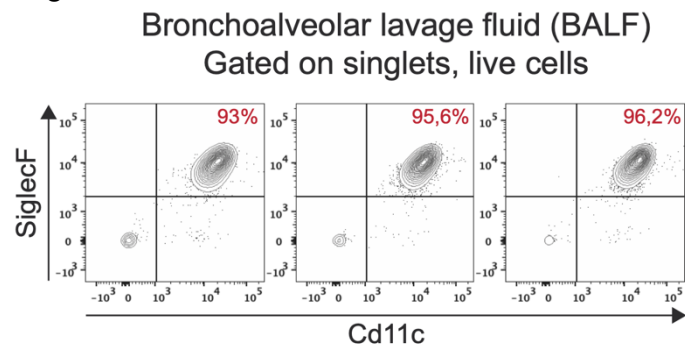 Bronchoalveolar lavage fluid (BALF)
Gated on singlets, live cells
93%
95,6%
96,2%
SiglecF
10⁵
10⁴
10³
0
-10³
10⁵
10⁴
10³
0
-10³
10⁵
10⁴
10³
0
-10³
-10³ 0 10³ 10⁴ 10⁵
-10³ 0 10³ 10⁴ 10⁵
-10³ 0 10³ 10⁴ 10⁵
Cd11c